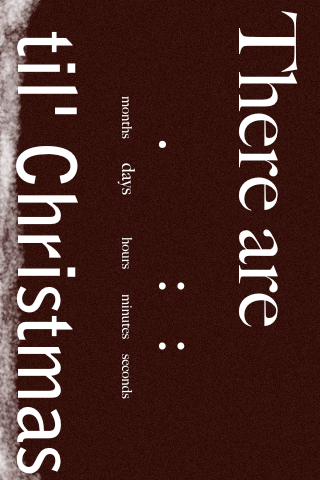 There are
. : :
months days hours minutes seconds
til' Christmas